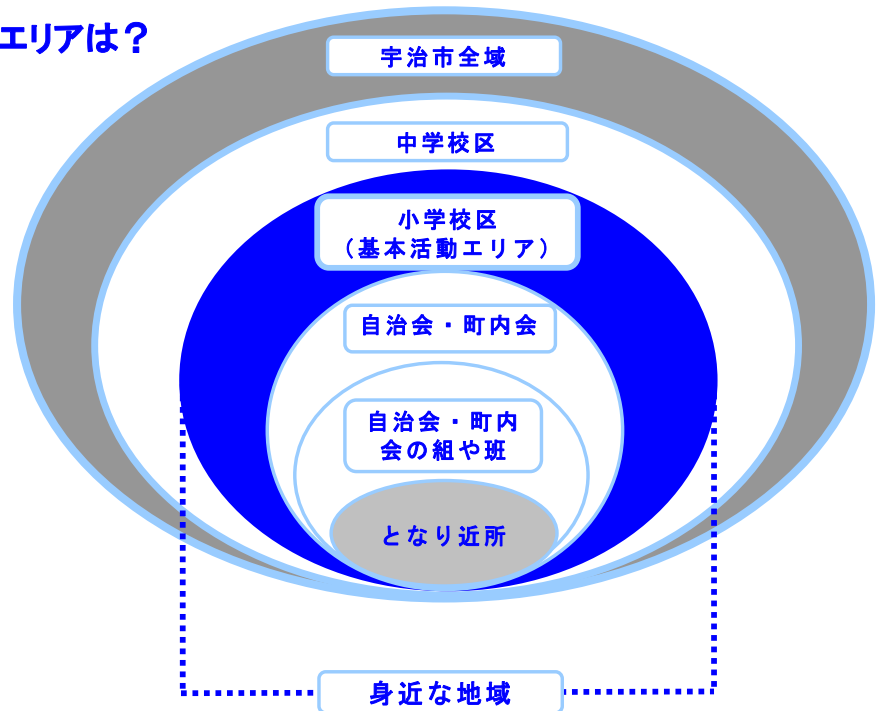 エリアは？
宇治市全域
中学校区
小学校区
（基本活動エリア）
自治会・町内会
自治会・町内
会の組や班
となり近所
身近な地域